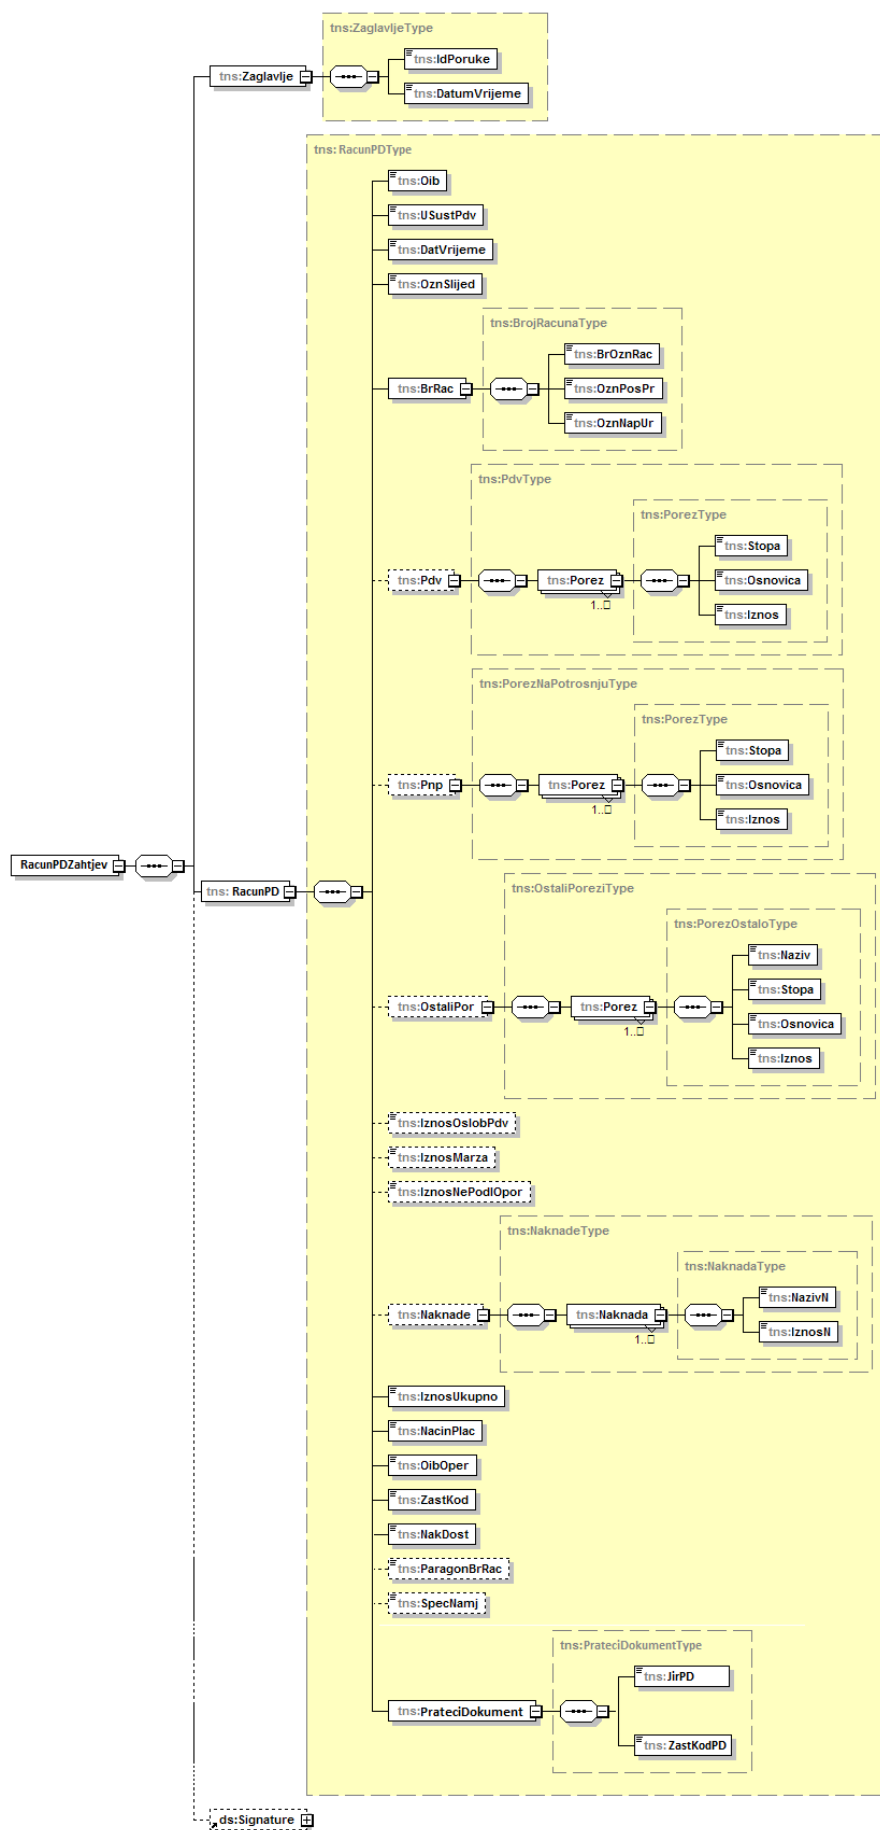 tns:ZaglavljeType
tns:Zaglavlje
tns:IdPoruke
tns:DatumVrijeme
tns: RacunPDType
tns:Oib
tns:USustPdv
tns:DatVrijeme
tns:OznSlijed
tns:BrojRacunaType
tns:BrRac
tns:BrOznRac
tns:OznPosPr
tns:OznNapUr
tns:PdvType
tns:PorezType
tns:Pdv
tns:Porez
1..□
tns:Stopa
tns:Osnovica
tns:Iznos
tns:PorezNaPotrosnjuType
tns:PorezType
tns:Pnp
tns:Porez
1..□
tns:Stopa
tns:Osnovica
tns:Iznos
RacunPDZahtjev
tns: RacunPD
tns:OstaliPoreziType
tns:PorezOstaloType
tns:OstaliPor
tns:Porez
1..□
tns:Naziv
tns:Stopa
tns:Osnovica
tns:Iznos
tns:IznosOslobPdv
tns:IznosMarza
tns:IznosNePodlOpor
tns:NaknadeType
tns:NaknadaType
tns:Naknade
tns:Naknada
1..□
tns:NazivN
tns:IznosN
tns:IznosUkupno
tns:NacinPlac
tns:OibOper
tns:ZastKod
tns:NakDost
tns:ParagonBrRac
tns:SpecNamj
tns:PrateciDokumentType
tns:PrateciDokument
tns:JirPD
tns:ZastKodPD
ds:Signature